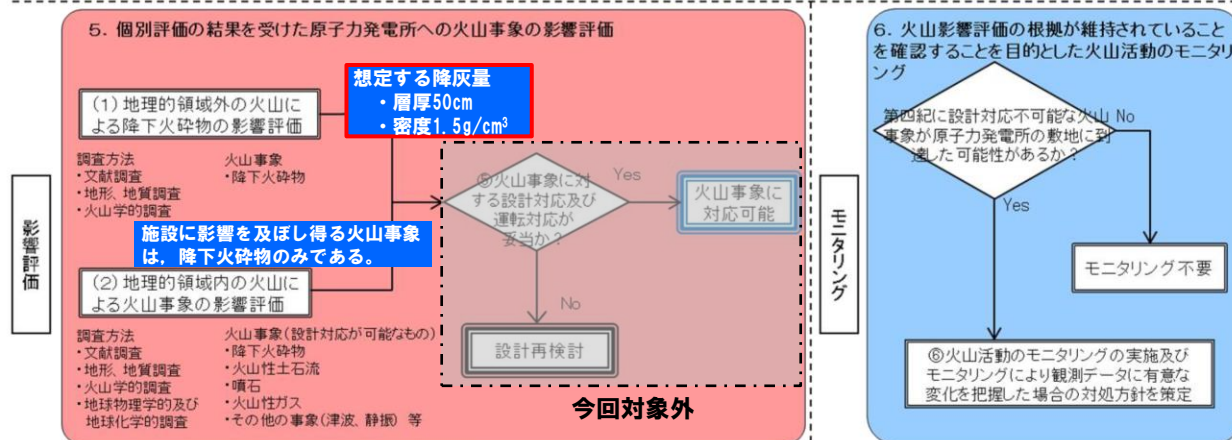 5. 個別評価の結果を受けた原子力発電所への火山事象の影響評価
想定する降灰量
・層厚50cm
・密度1.5g/cm³
(1)地理的領域外の火山に
よる降下火砕物の影響評価
調査方法
・文献調査
・地形、地質調査
・火山学的調査
火山事象
・降下火砕物
施設に影響を及ぼし得る火山事象
は，降下火砕物のみである。
(2)地理的領域内の火山に
よる火山事象の影響評価
調査方法
・文献調査
・地形、地質調査
・火山学的調査
・地球物理学的及び
地球化学的調査
火山事象(設計対応が可能なもの)
・降下火砕物
・火山性土石流
・噴石
・火山性ガス
・その他の事象(津波、静振) 等
⑤火山事象に対
する設計対応及び
運転対応が
妥当か？
Yes
火山事象に
対応可能
No
設計再検討
今回対象外
影響評価
6. 火山影響評価の根拠が維持されていること
を確認することを目的とした火山活動のモニタリ
ング
第四紀に設計対応不可能な火山
事象が原子力発電所の敷地に到
達した可能性があるか？
No
Yes
モニタリング不要
⑥火山活動のモニタリングの実施及び
モニタリングにより観測データに有意な
変化を把握した場合の対処方針を策定
モニタリング